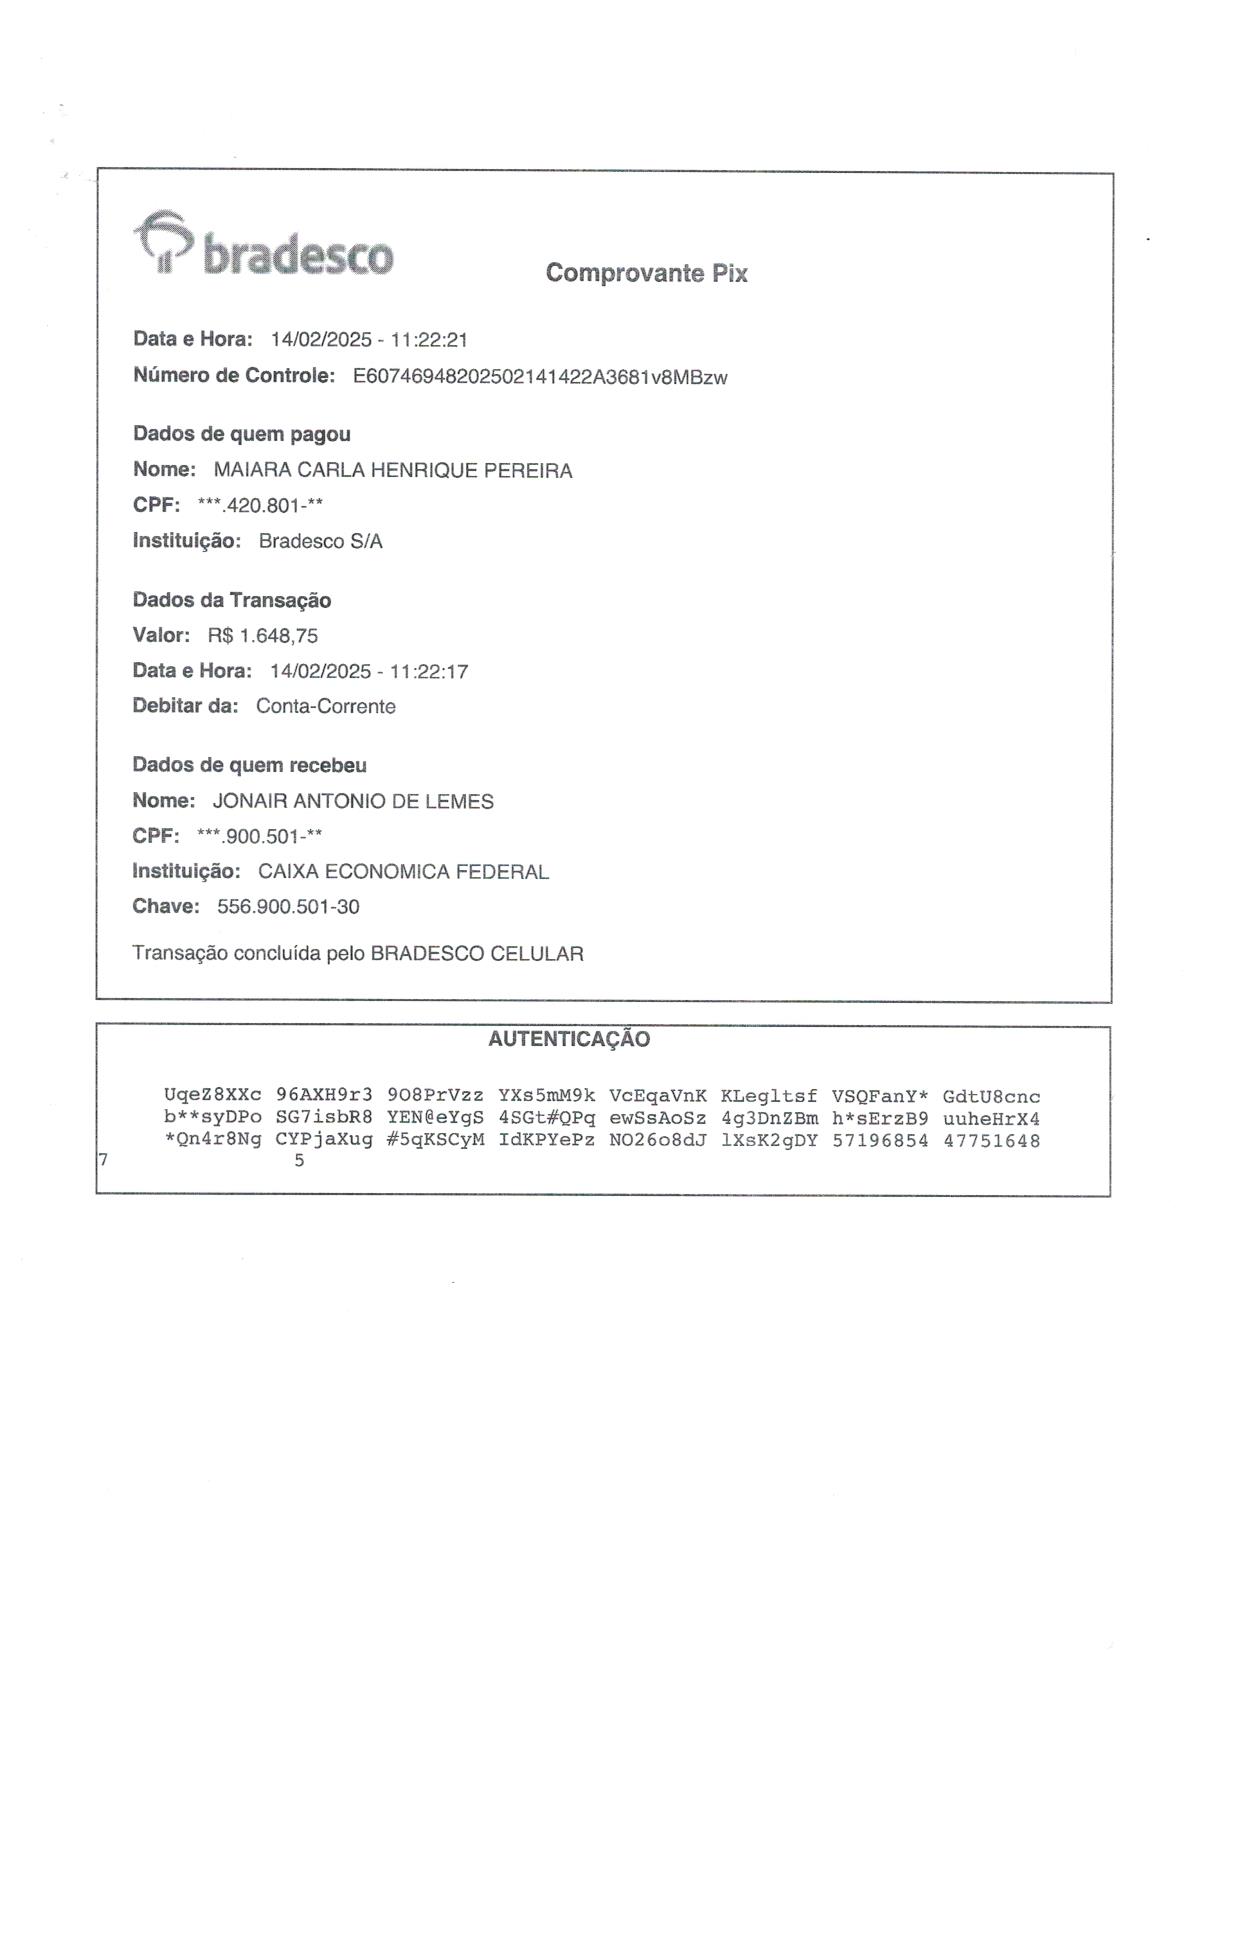 bradesco
Comprovante Pix
Data e Hora: 14/02/2025 - 11:22:21
Número de Controle: E60746948202502141422A3681v8MBzw
Dados de quem pagou
Nome: MAIARA CARLA HENRIQUE PEREIRA
CPF: ***.420.801-**
Instituição: Bradesco S/A
Dados da Transação
Valor: R$ 1.648,75
Data e Hora: 14/02/2025 - 11:22:17
Debitar da: Conta-Corrente
Dados de quem recebeu
Nome: JONAIR ANTONIO DE LEMES
CPF: ***.900.501-**
Instituição: CAIXA ECONOMICA FEDERAL
Chave: 556.900.501-30
Transação concluída pelo BRADESCO CELULAR
AUTENTICAÇÃO
UqeZ8XXc 96AXH9r3 9O8PrVzz YXs5mM9k VcEqaVnK KLegltsf VSQFanY* GdtU8cnc
b**syDPo SG7isbR8 YEN@eYgS 4SGt#QPq ewSsAoSz 4g3DnZBm h*sErzB9 uuheHrX4
*Qn4r8Ng CYPjaXug #5qKSCyM IdKPYePz NO26o8dJ lXsK2gDY 57196854 47751648
7 5